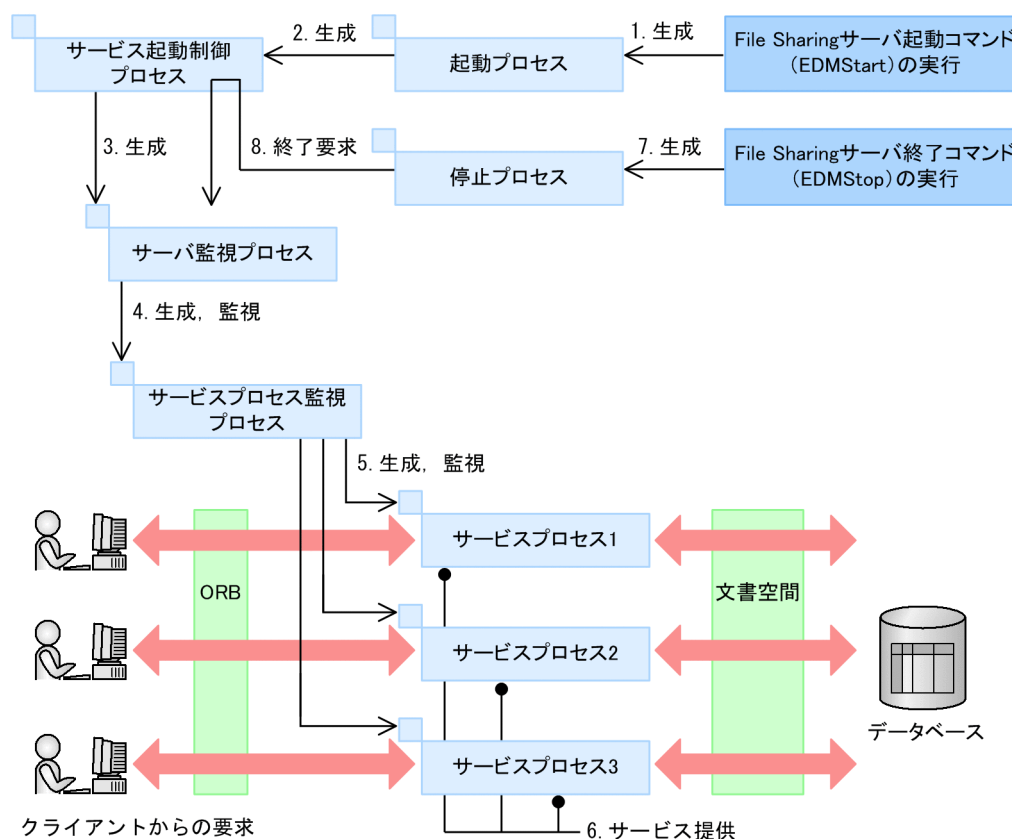 サービス起動制御
プロセス
2. 生成
起動プロセス
1. 生成
File Sharingサーバ起動コマンド
(EDMStart)の実行
3. 生成
8. 終了要求
停止プロセス
7. 生成
File Sharingサーバ終了コマンド
(EDMStop)の実行
サーバ監視プロセス
4. 生成, 監視
サービスプロセス監視
プロセス
5. 生成, 監視
サービスプロセス1
ORB
文書空間
サービスプロセス2
サービスプロセス3
データベース
クライアントからの要求
6. サービス提供